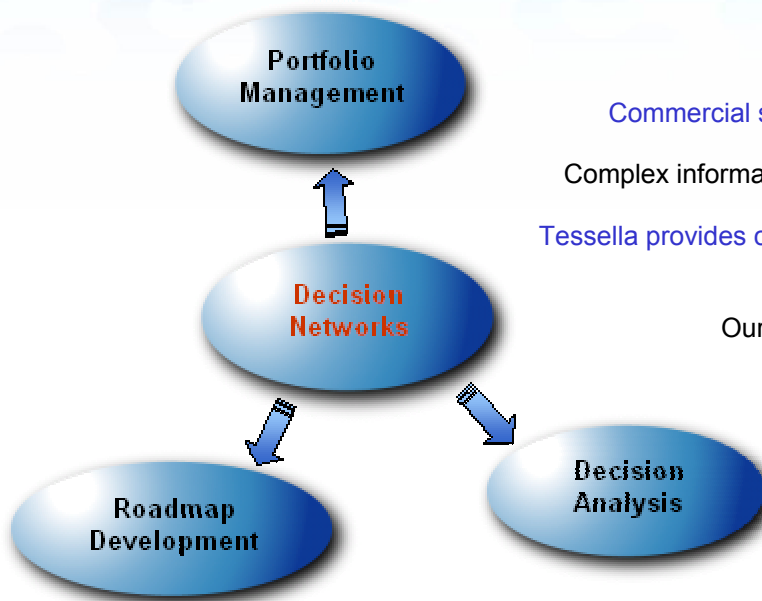 Portfolio
Management
Commercial s
Complex informa
Tessella provides
Decision
Networks
Our
Decision
Analysis
Roadmap
Development